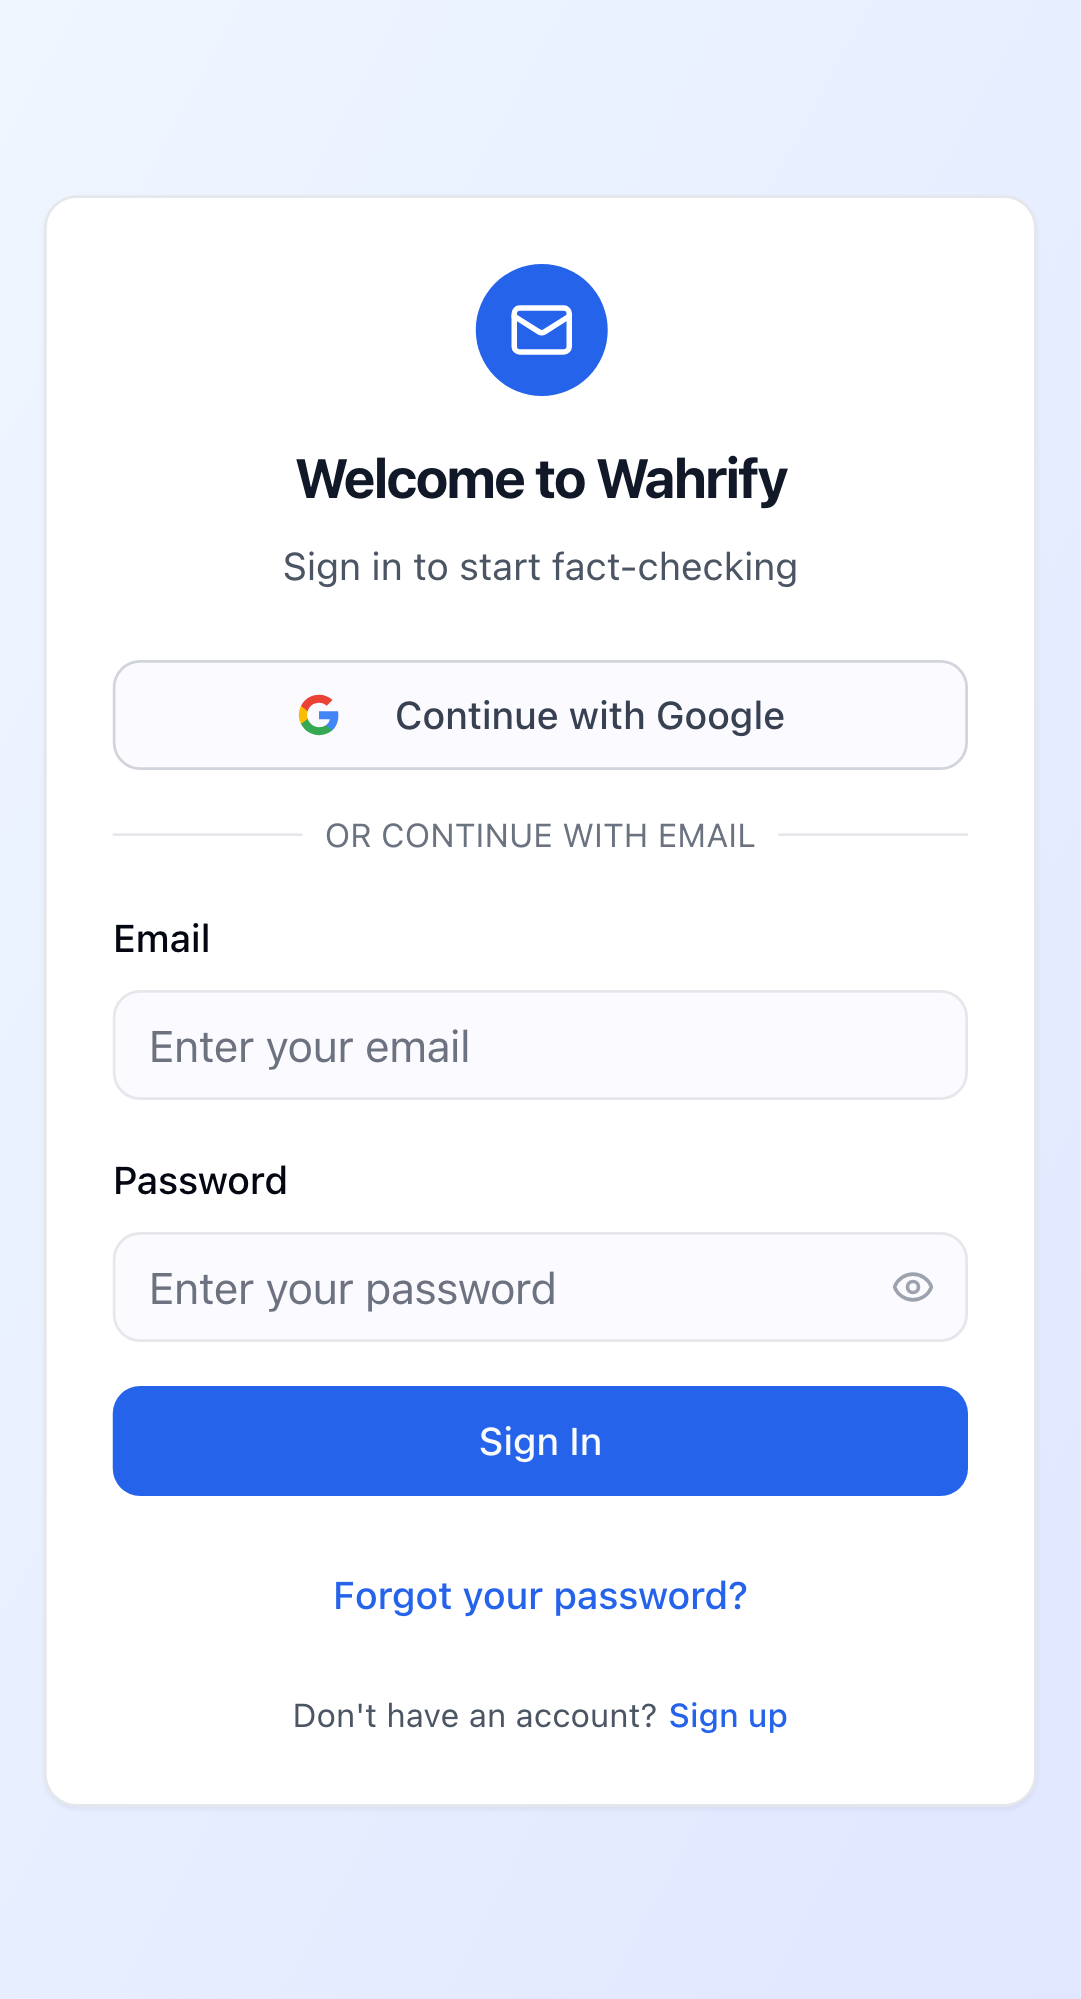 Welcome to Wahrify
Sign in to start fact-checking
Continue with Google
OR CONTINUE WITH EMAIL
Email
Enter your email
Password
Enter your password
Sign In
Forgot your password?
Don't have an account? Sign up